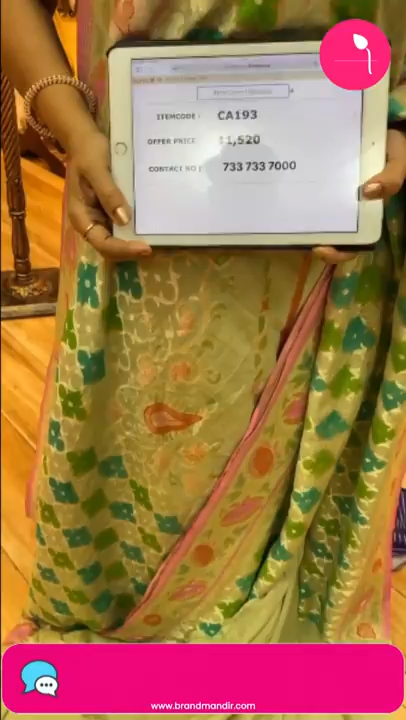 ITEMCODE : CA193
OFFER PRICE 11,520
CONTACT NO : 733 733 7000
www.brandmandir.com